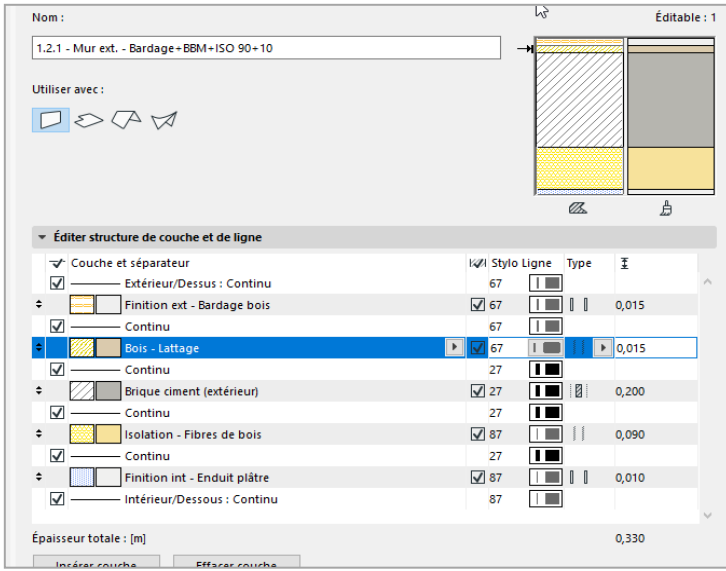 Nom :
Éditable : 1
1.2.1 - Mur ext. - Bardage+BBM+ISO 90+10
Utiliser avec :
Éditer structure de couche et de ligne
Couche et séparateur Stylo Ligne Type
Extérieur/Dessus : Continu 67
Finition ext - Bardage bois 67 0,015
Continu 67
Bois - Lattage 67 0,015
Continu 27
Brique ciment (extérieur) 27 0,200
Continu 27
Isolation - Fibres de bois 87 0,090
Continu 27
Finition int - Enduit plâtre 87 0,010
Intérieur/Dessous : Continu 87
Épaisseur totale : [m] 0,330
Insérer couche Effacer couche